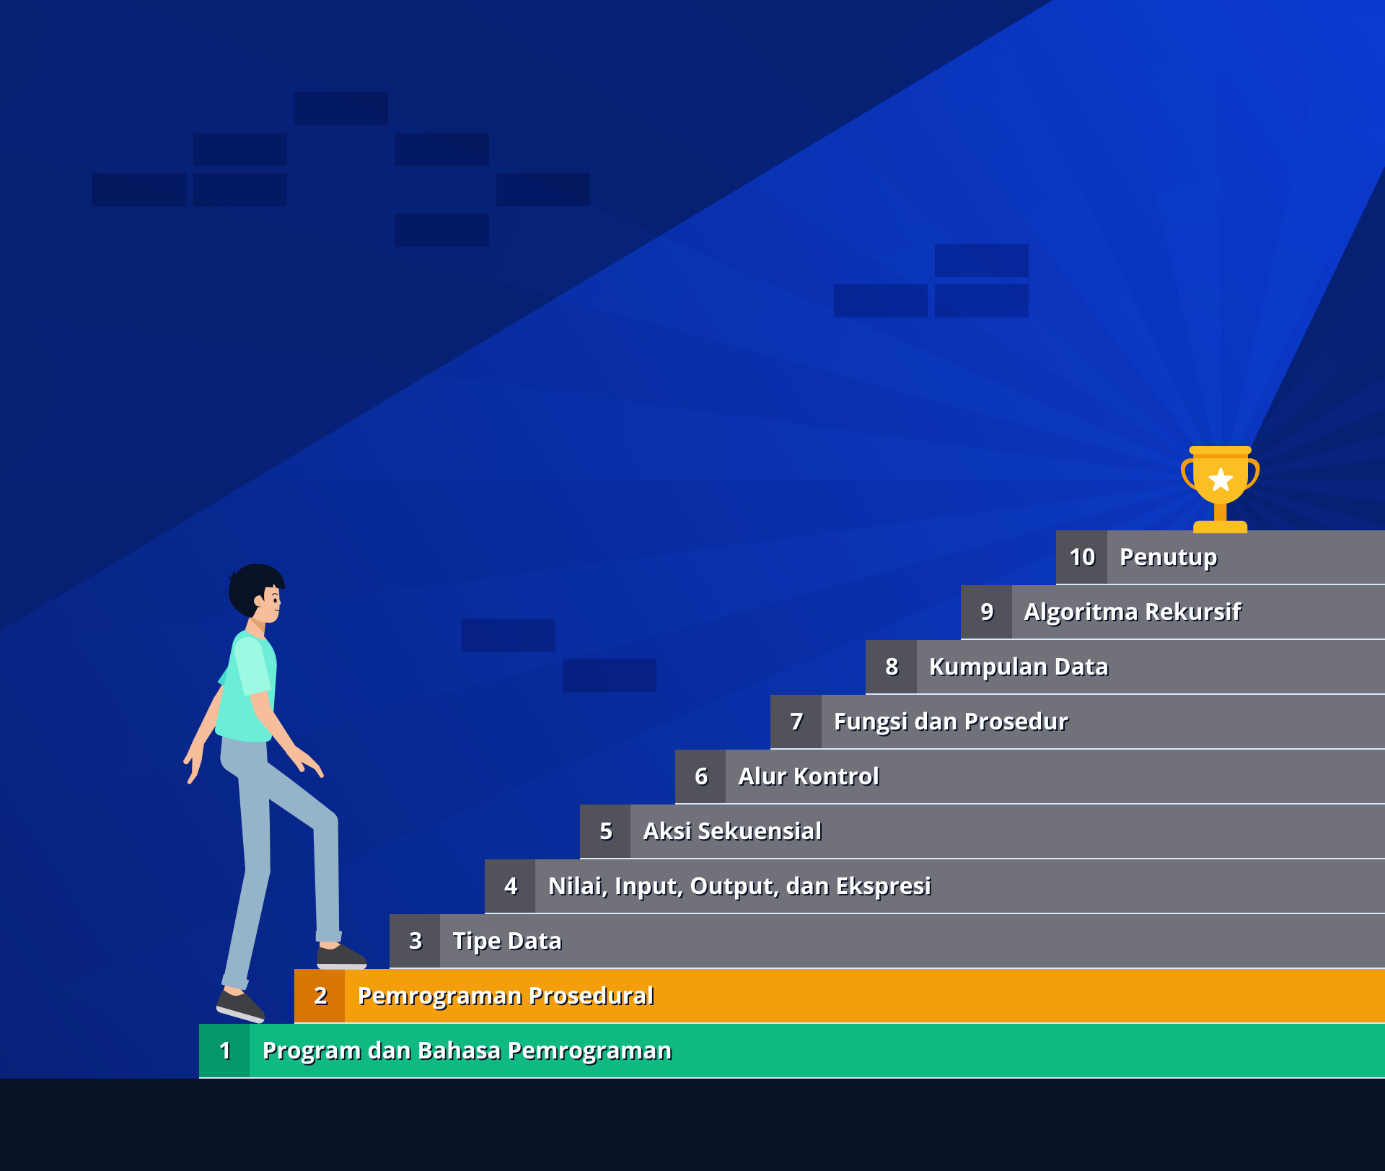 10 Penutup
9 Algoritma Rekursif
8 Kumpulan Data
7 Fungsi dan Prosedur
6 Alur Kontrol
5 Aksi Sekuensial
4 Nilai, Input, Output, dan Ekspresi
3 Tipe Data
2 Pemrograman Prosedural
1 Program dan Bahasa Pemrograman